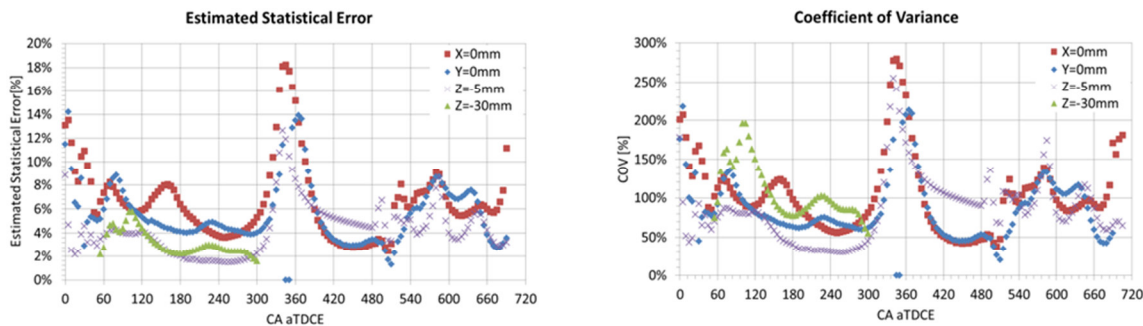 Estimated Statistical Error
20%
18%
16%
14%
12%
10%
8%
6%
4%
2%
0%
Estimated Statistical Error[%]
X=0mm
Y=0mm
Z=-5mm
Z=-30mm
0 60 120 180 240 300 360 420 480 540 600 660 720
CA aTDCE
Coefficient of Variance
300%
250%
200%
150%
100%
50%
0%
C0V [%]
X=0mm
Y=0mm
Z=-5mm
Z=-30mm
0 60 120 180 240 300 360 420 480 540 600 660 720
CA aTDCE